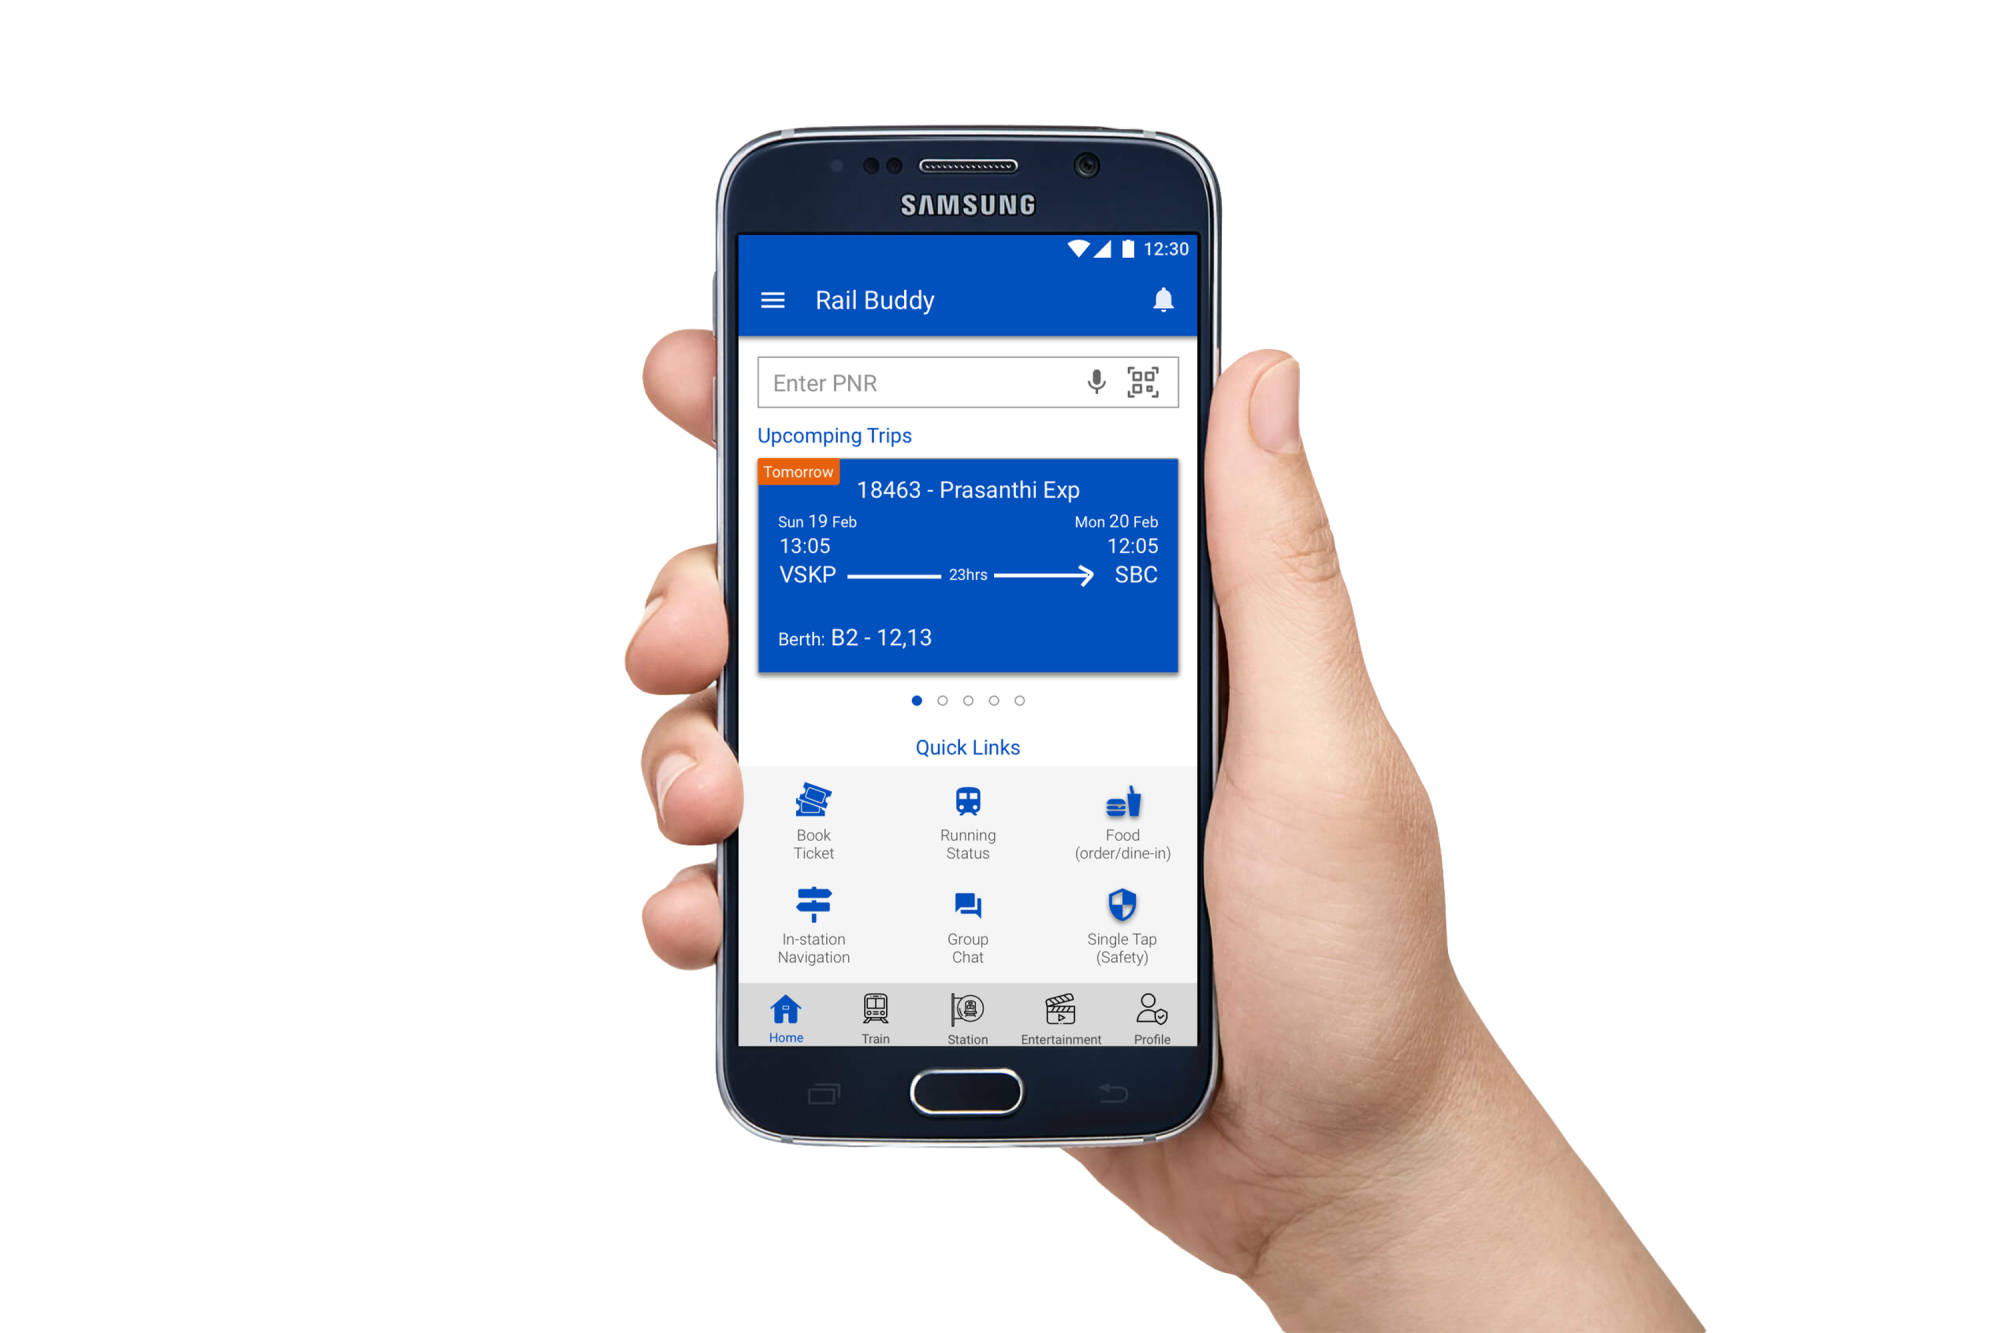 SAMSUNG
12:30
Rail Buddy
Enter PNR
Upcomping Trips
Tomorrow
18463 - Prasanthi Exp
Sun 19 Feb
Mon 20 Feb
13:05
12:05
VSKP
23hrs
SBC
Berth: B2 - 12,13
Quick Links
Book
Ticket
Running
Status
Food
(order/dine-in)
In-station
Navigation
Group
Chat
Single Tap
(Safety)
Home
Train
Station
Entertainment
Profile